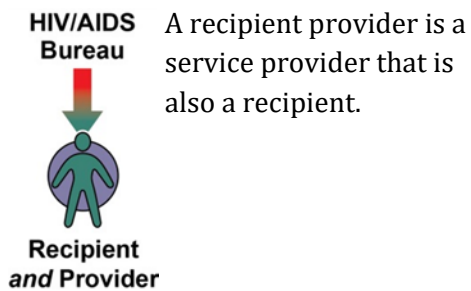 HIV/AIDS
Bureau
A recipient provider is a
service provider that is
also a recipient.
Recipient
and Provider